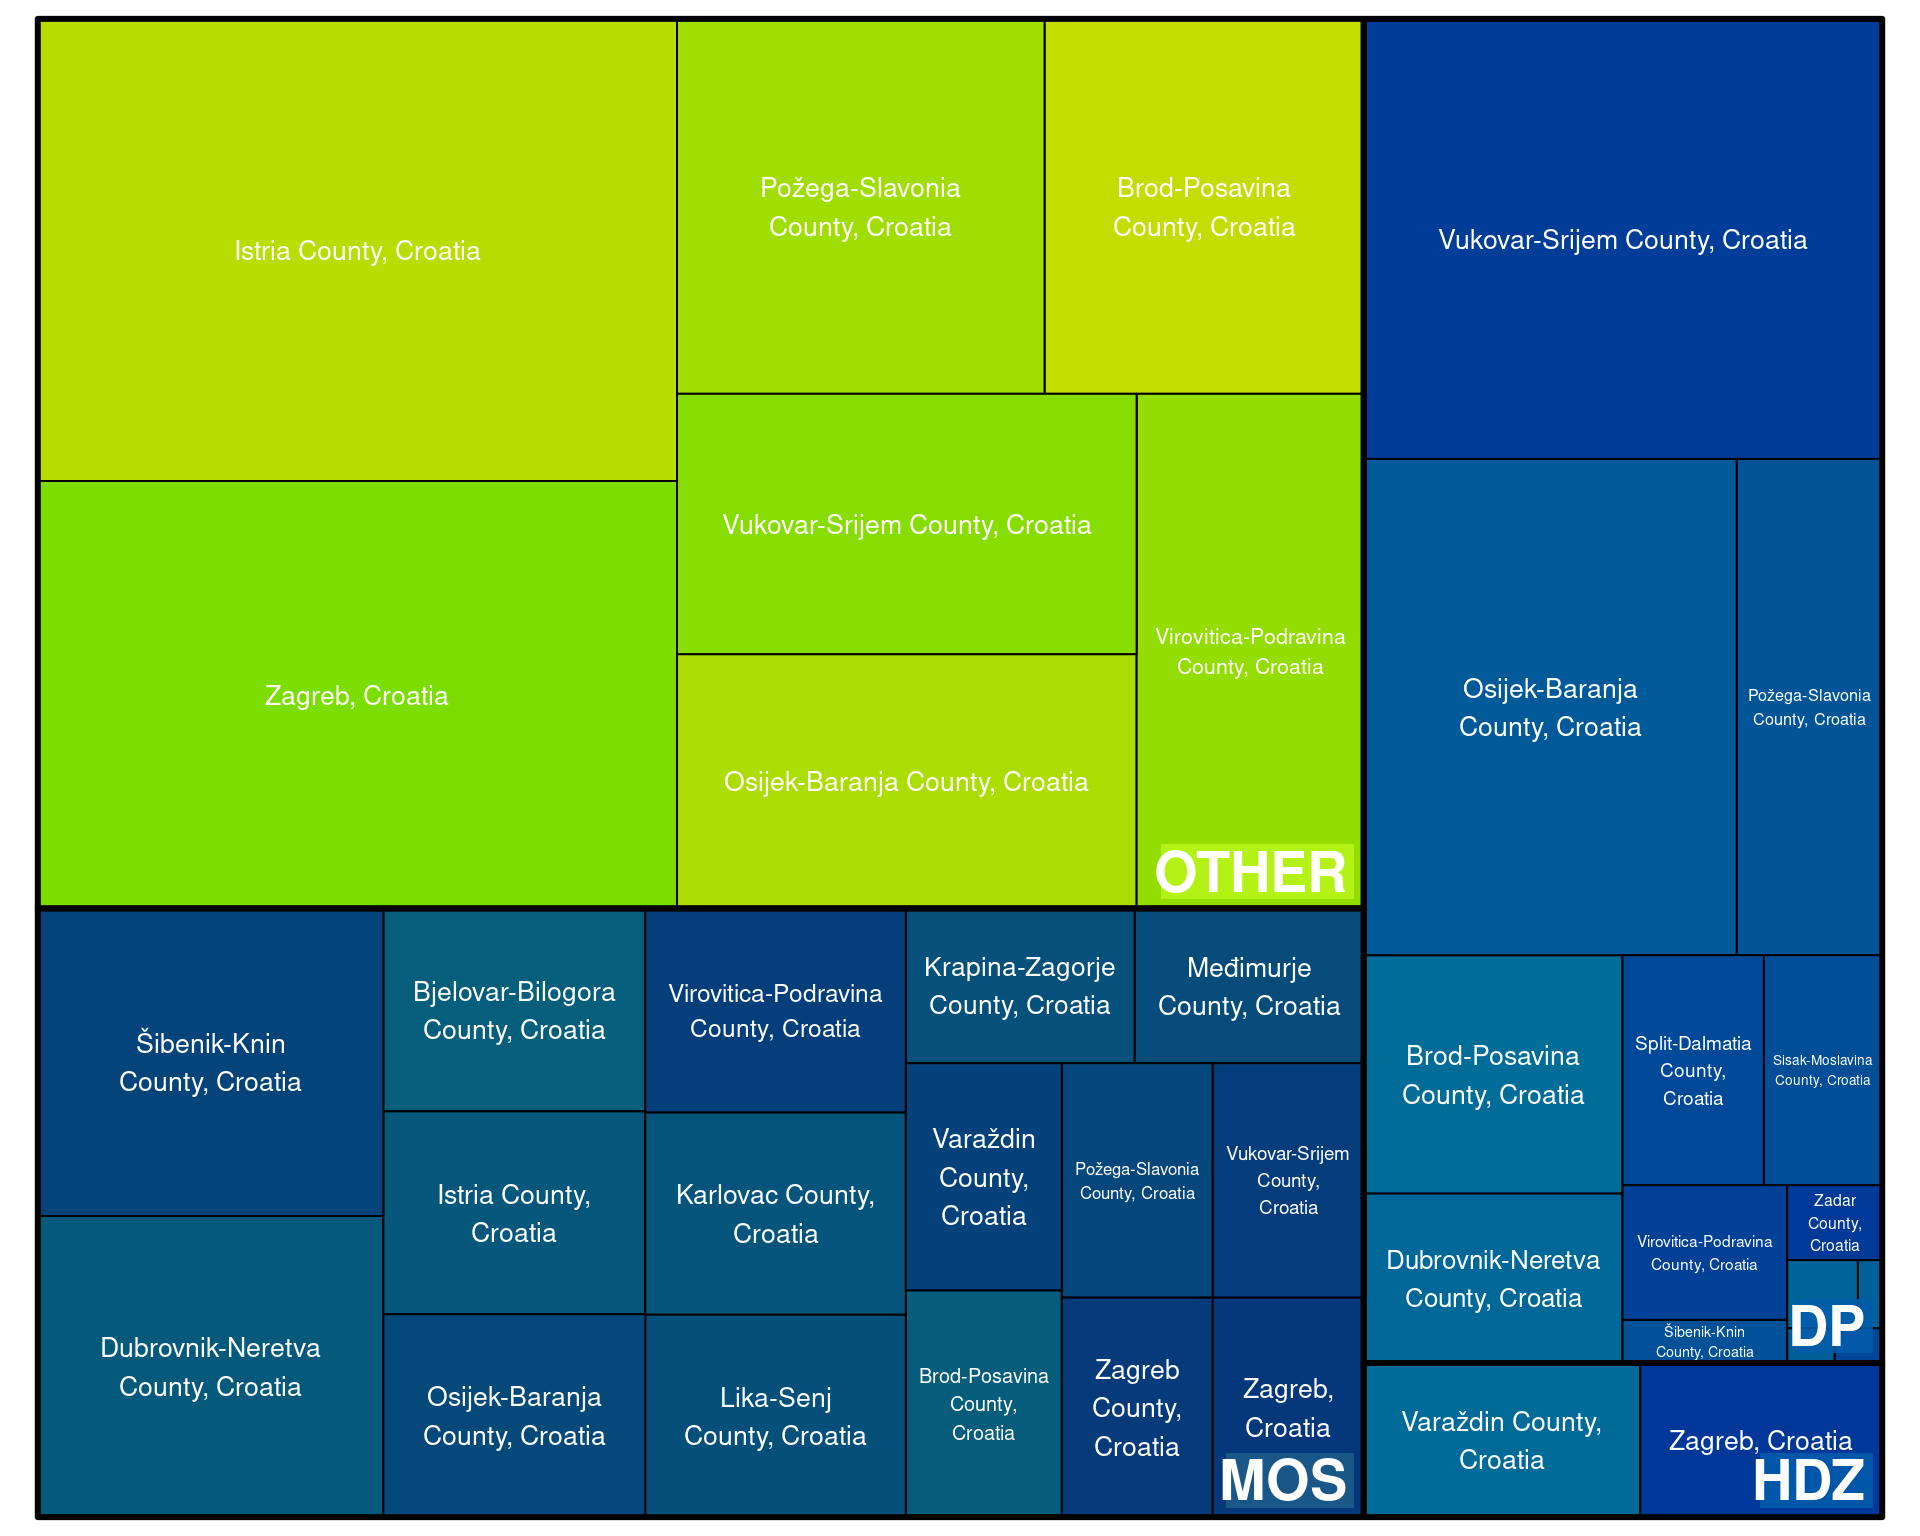 Istria County, Croatia
Požega-Slavonia
County, Croatia
Brod-Posavina
County, Croatia
Zagreb, Croatia
Vukovar-Srijem County, Croatia
Virovitica-Podravina
County, Croatia
Osijek-Baranja County, Croatia
OTHER
Vukovar-Srijem County, Croatia
Osijek-Baranja
County, Croatia
Požega-Slavonia
County, Croatia
Brod-Posavina
County, Croatia
Split-Dalmatia
County,
Croatia
Sisak-Moslavina
County, Croatia
Dubrovnik-Neretva
County, Croatia
Virovitica-Podravina
County, Croatia
Zadar
County,
Croatia
Šibenik-Knin
County, Croatia
DP
Šibenik-Knin
County, Croatia
Dubrovnik-Neretva
County, Croatia
Bjelovar-Bilogora
County, Croatia
Istria County,
Croatia
Osijek-Baranja
County, Croatia
Virovitica-Podravina
County, Croatia
Karlovac County,
Croatia
Lika-Senj
County, Croatia
Krapina-Zagorje
County, Croatia
Međimurje
County, Croatia
Varaždin
County,
Croatia
Požega-Slavonia
County, Croatia
Vukovar-Srijem
County,
Croatia
Brod-Posavina
County,
Croatia
Zagreb
County,
Croatia
Zagreb,
Croatia
MOS
Varaždin County,
Croatia
Zagreb, Croatia
HDZ